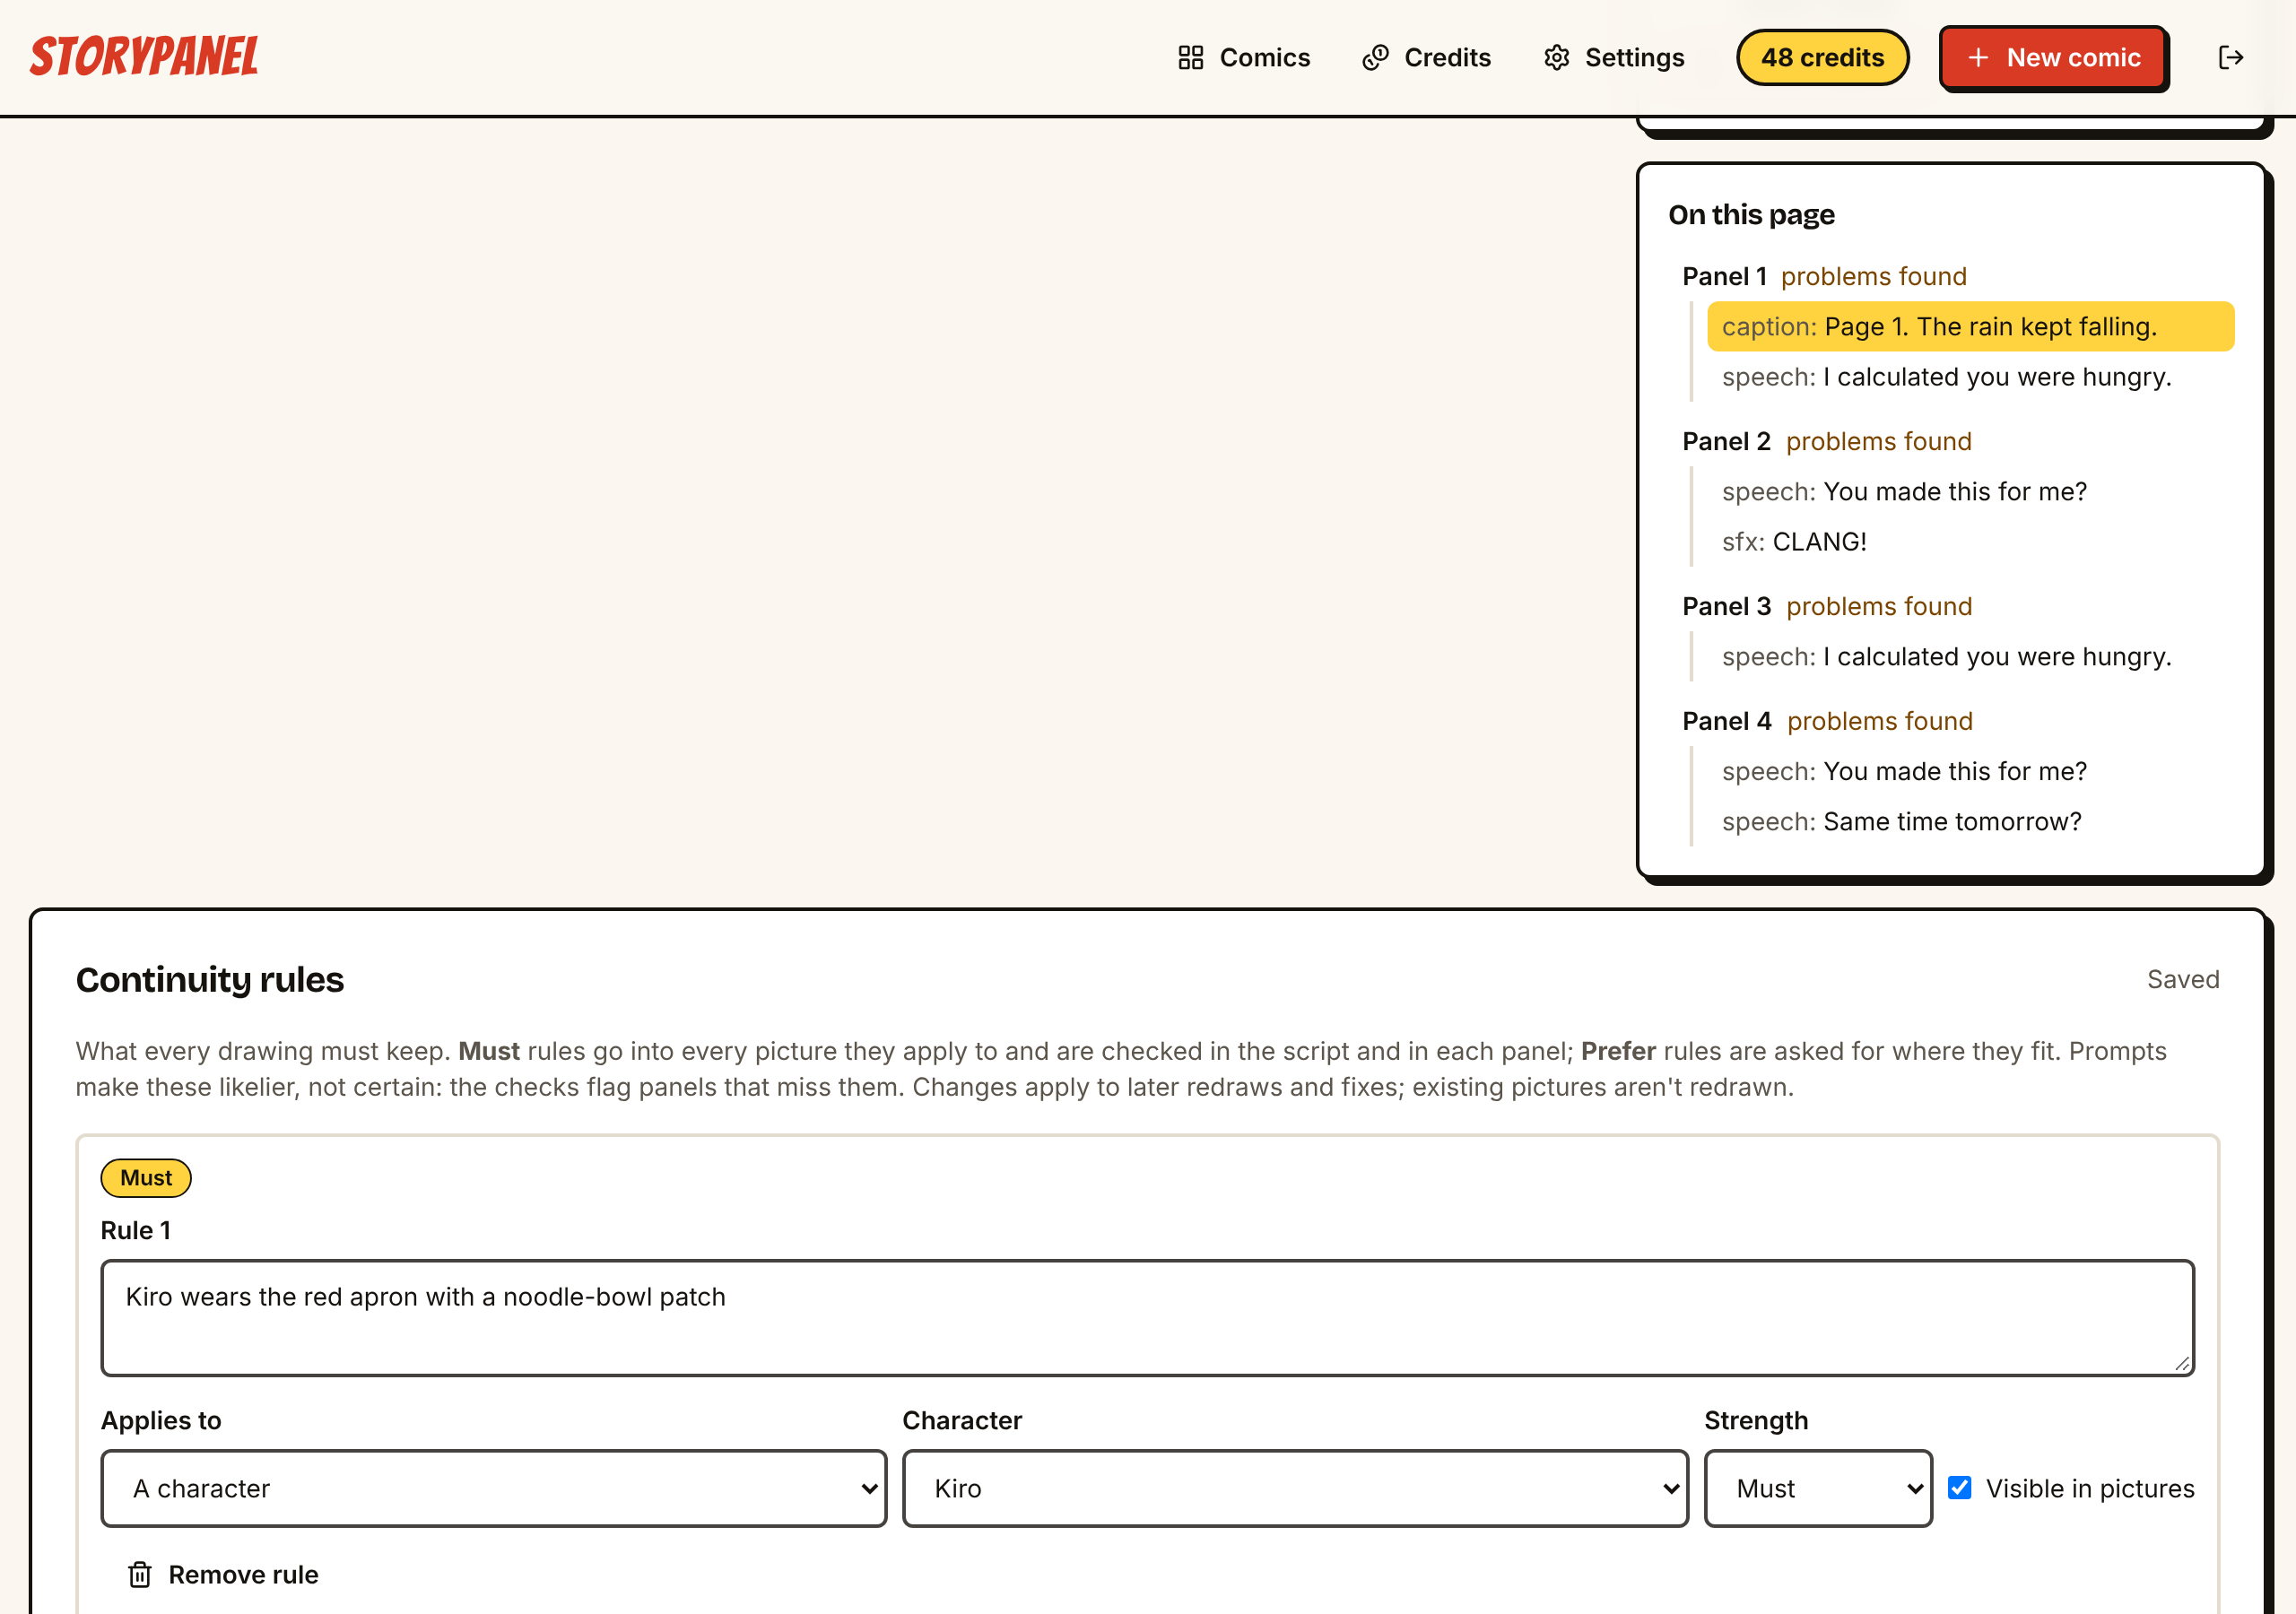 STORYPANEL
Comics
Credits
Settings
48 credits
New comic
On this page
Panel 1 problems found
caption: Page 1. The rain kept falling.
speech: I calculated you were hungry.
Panel 2 problems found
speech: You made this for me?
sfx: CLANG!
Panel 3 problems found
speech: I calculated you were hungry.
Panel 4 problems found
speech: You made this for me?
speech: Same time tomorrow?
Continuity rules
Saved
What every drawing must keep. Must rules go into every picture they apply to and are checked in the script and in each panel; Prefer rules are asked for where they fit. Prompts
make these likelier, not certain: the checks flag panels that miss them. Changes apply to later redraws and fixes; existing pictures aren't redrawn.
Must
Rule 1
Kiro wears the red apron with a noodle-bowl patch
Applies to
Character
Strength
A character
Kiro
Must
Visible in pictures
Remove rule